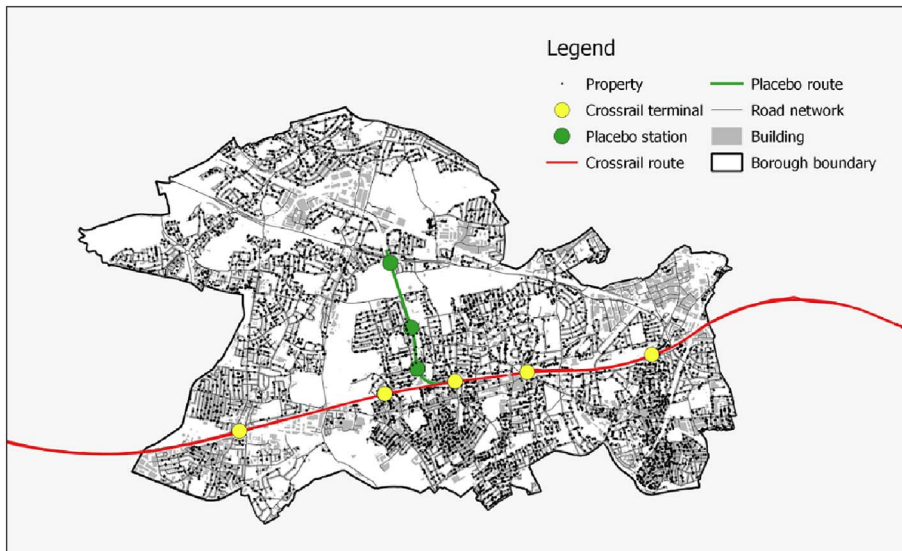 Legend
Property
Crossrail terminal
Placebo station
Crossrail route
Placebo route
Road network
Building
Borough boundary